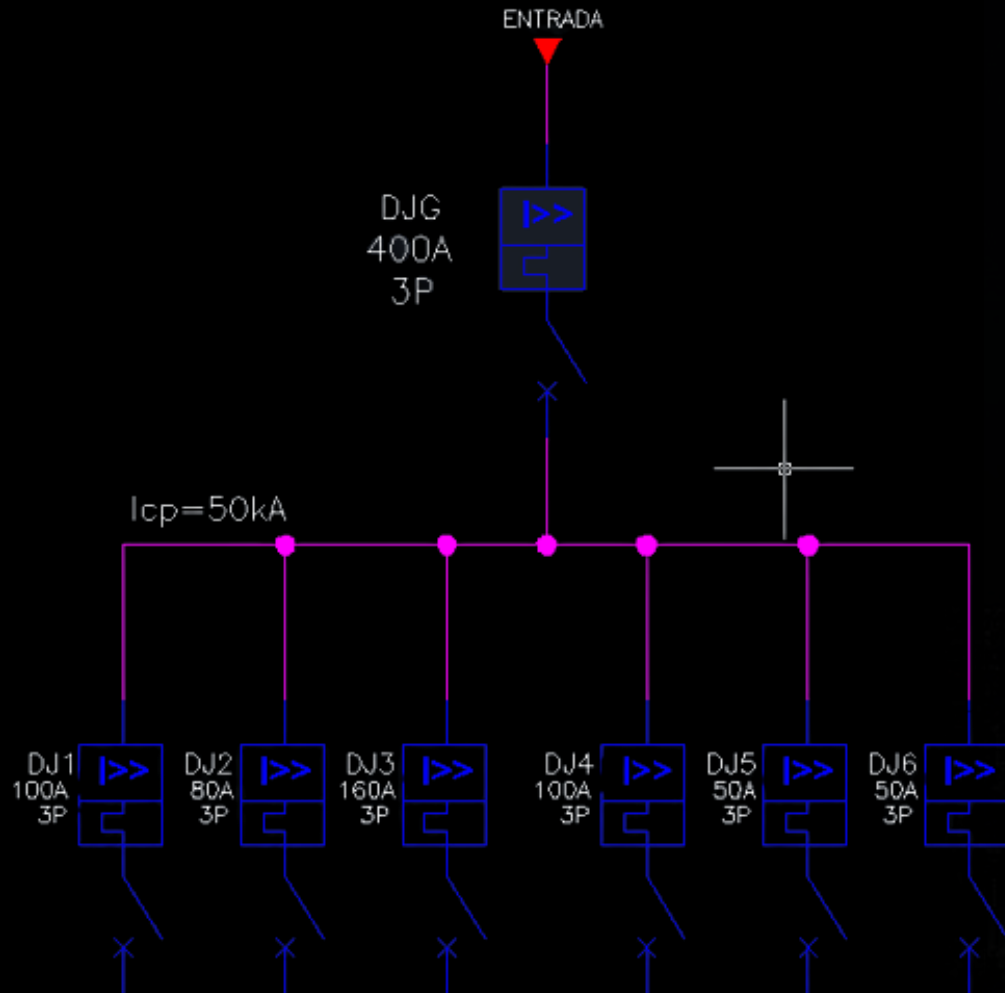 ENTRADA
DJG
400A
3P
Icp=50kA
DJ1
100A
3P
DJ2
80A
3P
DJ3
160A
3P
DJ4
100A
3P
DJ5
50A
3P
DJ6
50A
3P